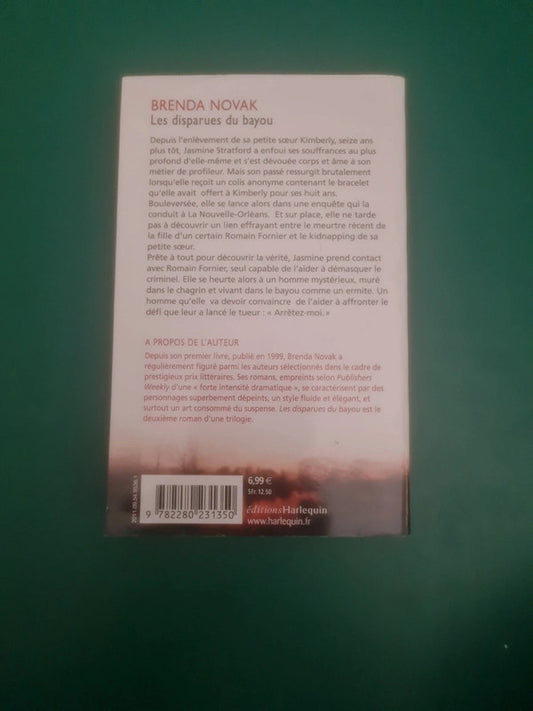 BRENDA NOVAK
Les disparues du bayou
Depuis l'enlèvement de sa petite sœur Kimberly, seize ans
plus tôt, Jasmine Stratford a enfoui ses souffrances au plus
profond d'elle-même et s'est dévouée corps et âme à son
métier de profileur. Mais son passé ressurgit brutalement
lorsqu'elle reçoit un colis anonyme contenant le bracelet
qu'elle avait offert à Kimberly pour ses huit ans.
Bouleversée, elle se lance alors dans une enquête qui la
conduit à La Nouvelle-Orléans. Et sur place, elle ne tarde
pas à découvrir un lien effrayant entre le meurtre récent de
la fille d'un certain Romain Fornier et le kidnapping de sa
petite sœur.
Prête à tout pour découvrir la vérité, Jasmine prend contact
avec Romain Fornier, seul capable de l'aider à démasquer le
criminel. Elle se heurte alors à un homme mystérieux, muré
dans le chagrin et vivant dans le bayou comme un ermite. Un
homme qu'elle va devoir convaincre de l'aider à affronter le
défi que leur a lancé le tueur : « Arrêtez-moi. »
A PROPOS DE L'AUTEUR
Depuis son premier livre, publié en 1999, Brenda Novak a
régulièrement figuré parmi les auteurs sélectionnés dans le cadre de
prestigieux prix littéraires. Ses romans, empreints selon Publishers
Weekly d'une « forte intensité dramatique », se caractérisent par des
personnages superbement dépeints, un style fluide et élégant, et
surtout un art consommé du suspense. Les disparues du bayou est le
deuxième roman d'une trilogie.
6,99 €
SFr. 12,50
éditionsHarlequin
www.harlequin.fr
9 782280 231350